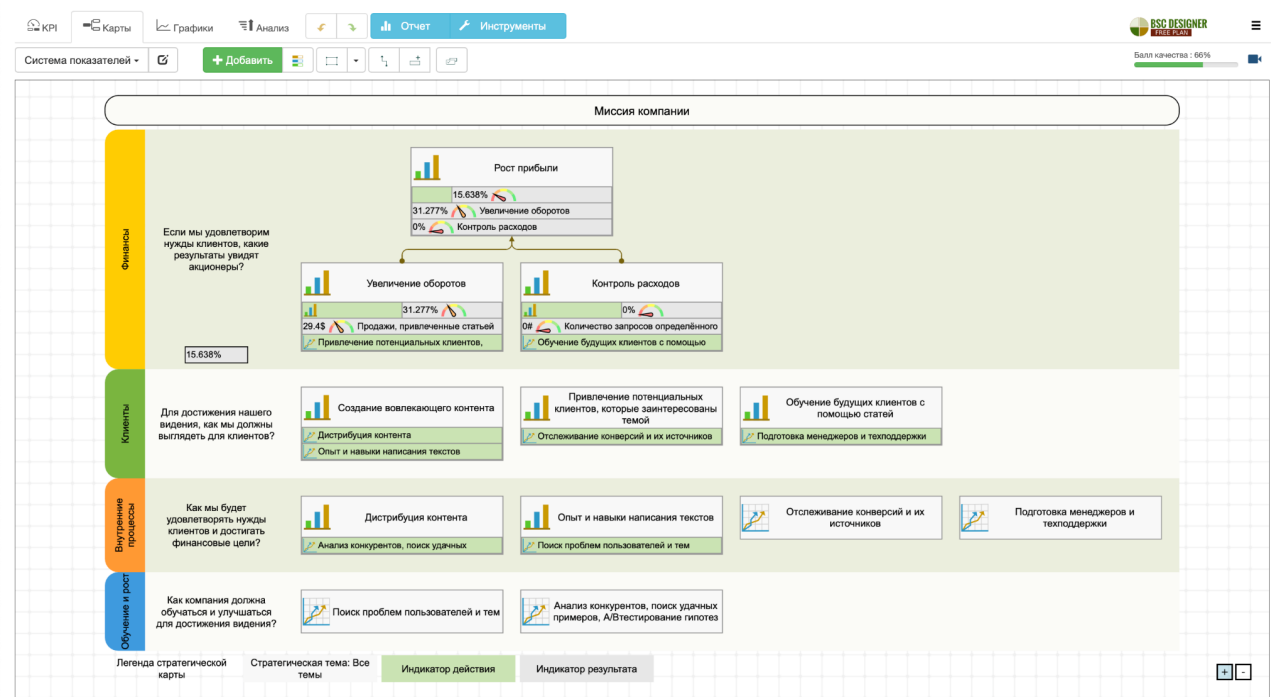 KPI
Карты
Графики
Анализ
Отчет
Инструменты
BSC DESIGNER
FREE PLAN
Система показателей
Добавить
Балл качества : 66%
Миссия компании
Финансы
Если мы удовлетворим
нужды клиентов, какие
результаты увидят
акционеры?
15.638%
Рост прибыли
15.638%
31.277% Увеличение оборотов
0% Контроль расходов
Увеличение оборотов
31.277%
29.4$ Продажи, привлеченные статьей
Привлечение потенциальных клиентов,
Контроль расходов
0%
0# Количество запросов определённого
Обучение будущих клиентов с помощью
Клиенты
Для достижения нашего
видения, как мы должны
выглядеть для клиентов?
Создание вовлекающего контента
Дистрибуция контента
Опыт и навыки написания текстов
Привлечение потенциальных
клиентов, которые заинтересованы
темой
Отслеживание конверсий и их источников
Обучение будущих клиентов с
помощью статей
Подготовка менеджеров и техподдержки
Внутренние
процессы
Как мы будет
удовлетворять нужды
клиентов и достигать
финансовые цели?
Дистрибуция контента
Анализ конкурентов, поиск удачных
Опыт и навыки написания текстов
Поиск проблем пользователей и тем
Отслеживание конверсий и их
источников
Подготовка менеджеров и
техподдержки
Обучение и рост
Как компания должна
обучаться и улучшаться
для достижения видения?
Поиск проблем пользователей и тем
Анализ конкурентов, поиск удачных
примеров, А/Втестирование гипотез
Легенда стратегической
карты
Стратегическая тема: Все
темы
Индикатор действия
Индикатор результата
+ -